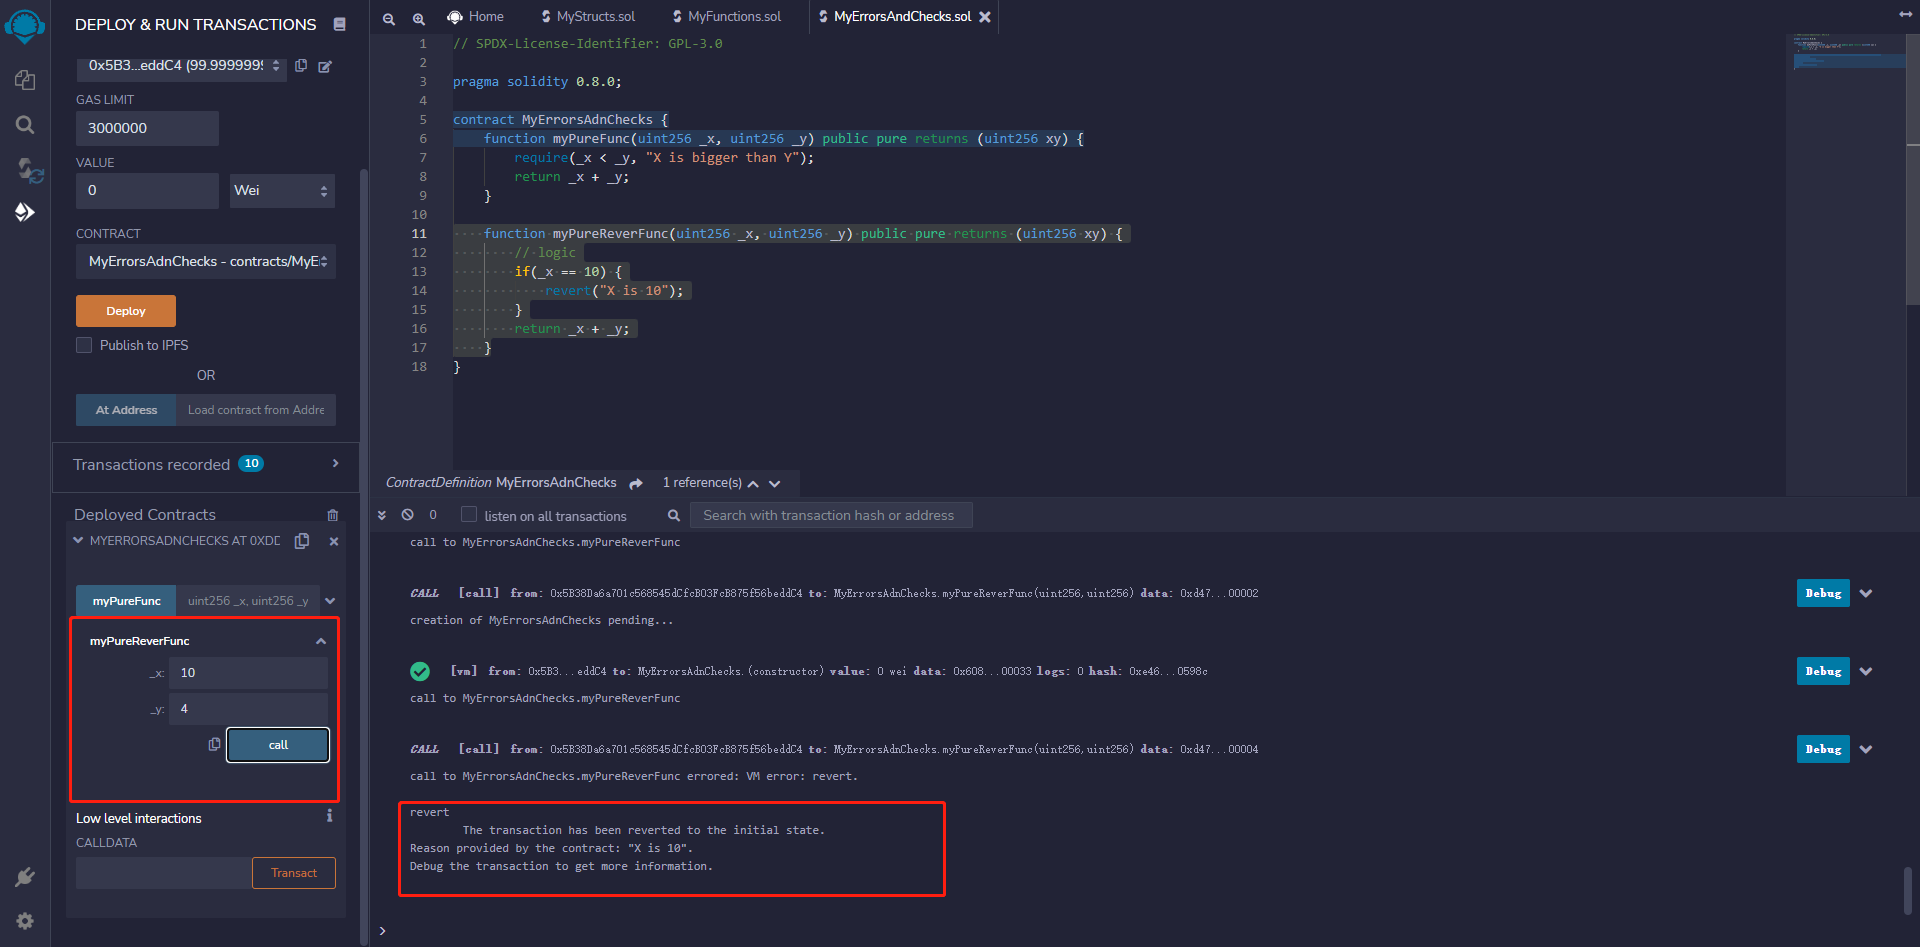 DEPLOY & RUN TRANSACTIONS
0x5B3...eddC4 (99.9999999
GAS LIMIT
3000000
VALUE
0
Wei
CONTRACT
MyErrorsAdnChecks - contracts/MyE
Deploy
Publish to IPFS
OR
At Address
Load contract from Addre
Transactions recorded 10
Deployed Contracts
MYERRORSADNCHECKS AT 0XDD
myPureFunc
uint256 _x, uint256 _y
myPureReverFunc
_x:
10
_y:
4
call
Low level interactions
i
CALLDATA
Transact
Home
MyStructs.sol
MyFunctions.sol
MyErrorsAndChecks.sol
1 // SPDX-License-Identifier: GPL-3.0
2
3 pragma solidity 0.8.0;
4
5 contract MyErrorsAdnChecks {
6 function myPureFunc(uint256 _x, uint256 _y) public pure returns (uint256 xy) {
7 require(_x < _y, "X is bigger than Y");
8 return _x + _y;
9 }
10
11 function myPureReverFunc(uint256 _x, uint256 _y) public pure returns (uint256 xy) {
12 // logic
13 if(_x == 10) {
14 revert("X is 10");
15 }
16 return _x + _y;
17 }
18 }
ContractDefinition MyErrorsAdnChecks
1 reference(s)
0
listen on all transactions
Search with transaction hash or address
call to MyErrorsAdnChecks.myPureReverFunc
CALL [call] from: 0x5B38Da6a701c568545dCfcB03FcB875f56beddC4 to: MyErrorsAdnChecks.myPureReverFunc(uint256,uint256) data: 0xd47...00002
Debug
creation of MyErrorsAdnChecks pending...
[vm] from: 0x5B3...eddC4 to: MyErrorsAdnChecks.(constructor) value: 0 wei data: 0x608...00033 logs: 0 hash: 0xe46...0598c
Debug
call to MyErrorsAdnChecks.myPureReverFunc
CALL [call] from: 0x5B38Da6a701c568545dCfcB03FcB875f56beddC4 to: MyErrorsAdnChecks.myPureReverFunc(uint256,uint256) data: 0xd47...00004
Debug
call to MyErrorsAdnChecks.myPureReverFunc errored: VM error: revert.
revert
The transaction has been reverted to the initial state.
Reason provided by the contract: "X is 10".
Debug the transaction to get more information.
>